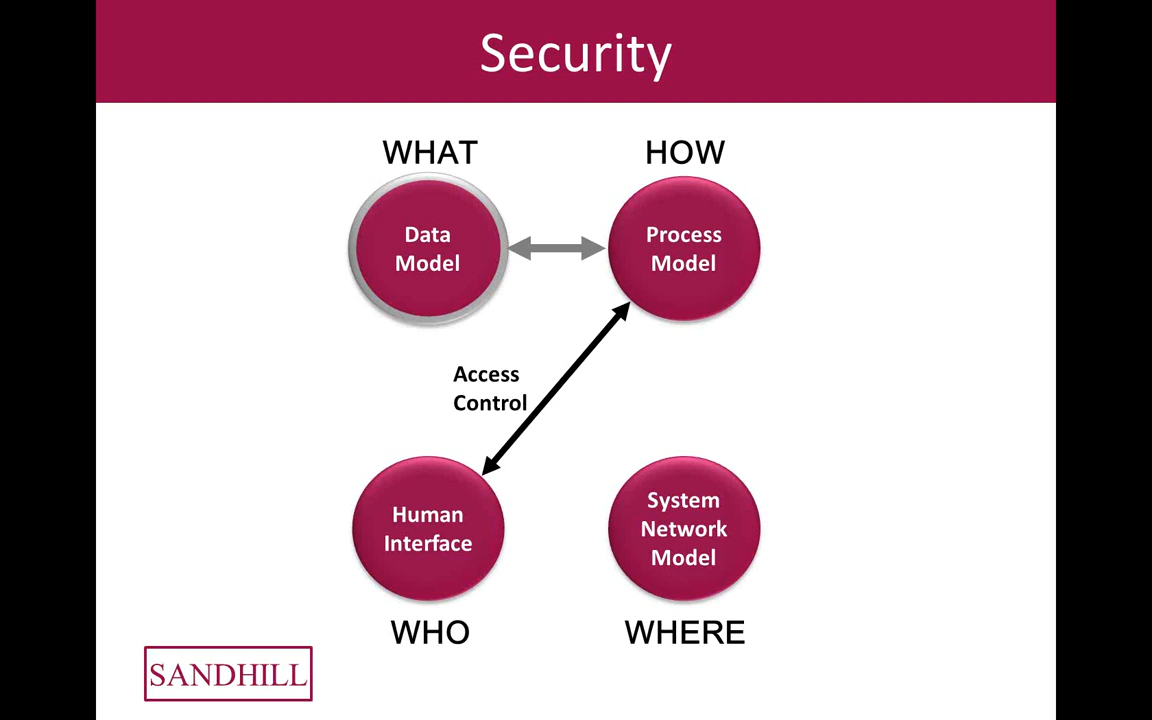 Security
WHAT
HOW
Data
Model
Process
Model
Access
Control
Human
Interface
System
Network
Model
WHO
WHERE
SANDHILL